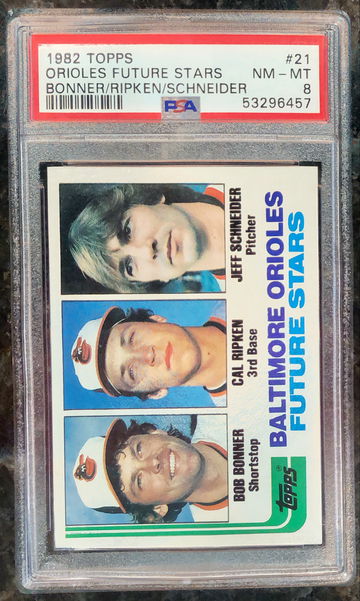 1982 TOPPS #21
ORIOLES FUTURE STARS NM - MT
BONNER/RIPKEN/SCHNEIDER 8
PSA 53296457
BOB BONNER
Shortstop
CAL RIPKEN
3rd Base
JEFF SCHNEIDER
Pitcher
BALTIMORE ORIOLES
FUTURE STARS
Topps®